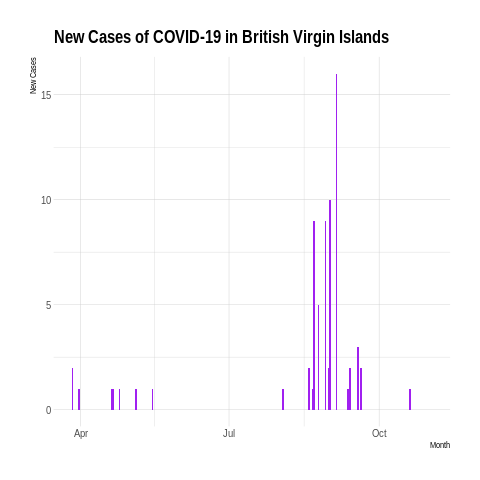 New Cases of COVID-19 in British Virgin Islands
New Cases
15
10
5
0
Apr
Jul
Oct
Month